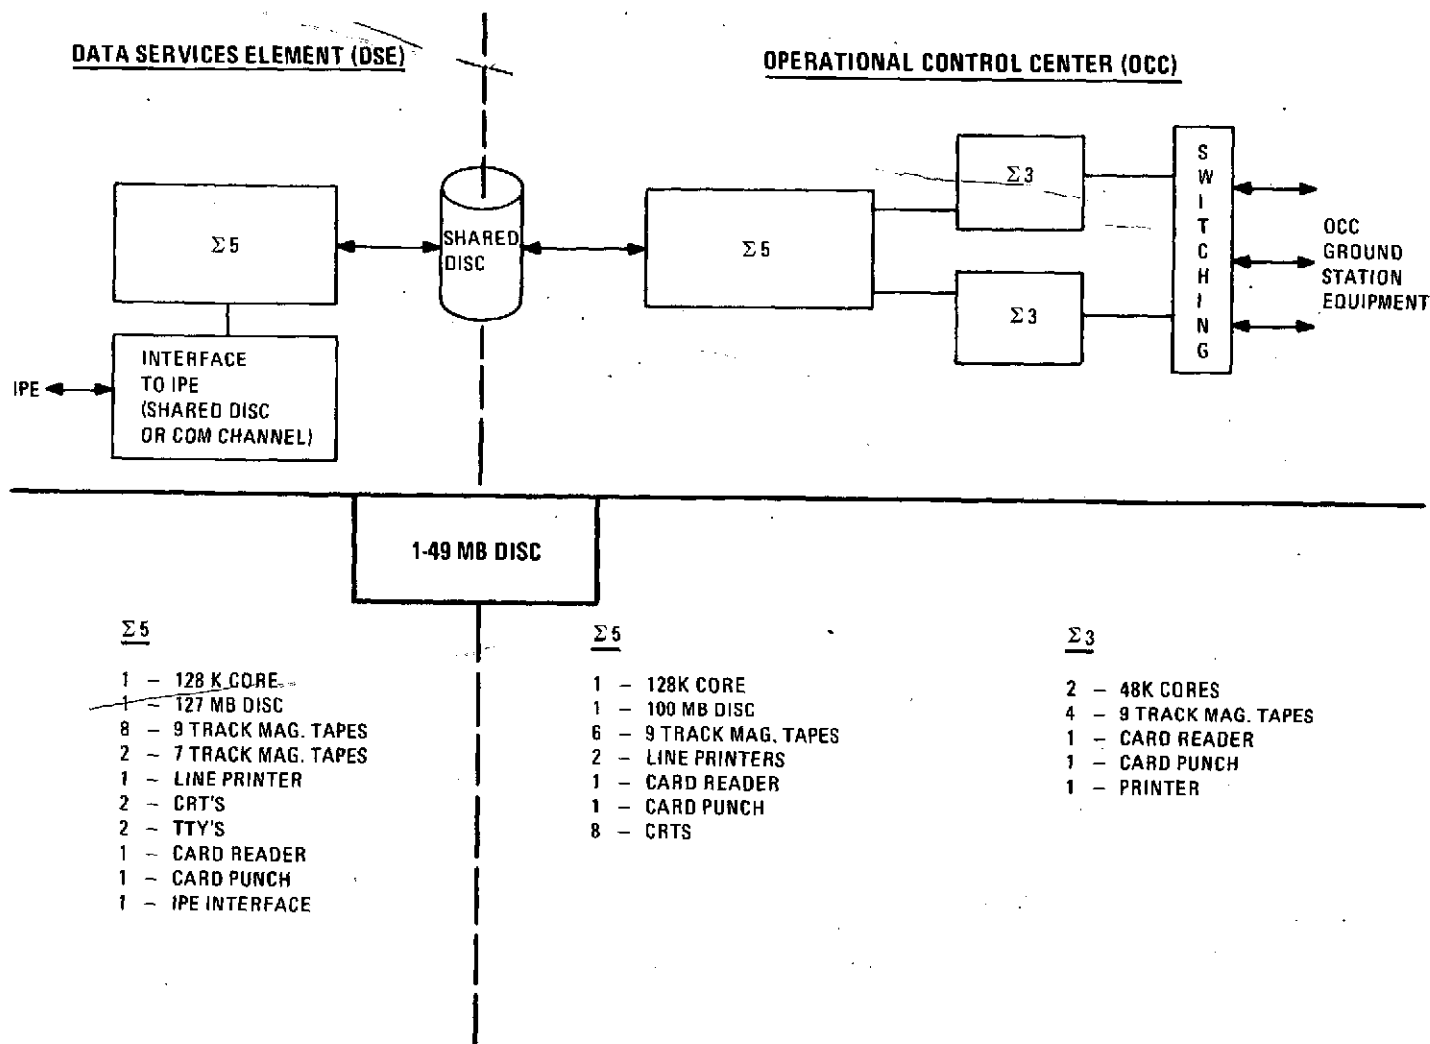 DATA SERVICES ELEMENT (DSE)
OPERATIONAL CONTROL CENTER (OCC)
Σ5
SHARED
DISC
Σ5
Σ3
Σ3
SWITCHING
OCC
GROUND
STATION
EQUIPMENT
IPE
INTERFACE
TO IPE
(SHARED DISC
OR COM CHANNEL)
1-49 MB DISC
Σ5
1 – 128 K CORE
1 – 127 MB DISC
8 – 9 TRACK MAG. TAPES
2 – 7 TRACK MAG. TAPES
1 – LINE PRINTER
2 – CRT'S
2 – TTY'S
1 – CARD READER
1 – CARD PUNCH
1 – IPE INTERFACE
Σ5
1 – 128K CORE
1 – 100 MB DISC
6 – 9 TRACK MAG. TAPES
2 – LINE PRINTERS
1 – CARD READER
1 – CARD PUNCH
8 – CRTS
Σ3
2 – 48K CORES
4 – 9 TRACK MAG. TAPES
1 – CARD READER
1 – CARD PUNCH
1 – PRINTER